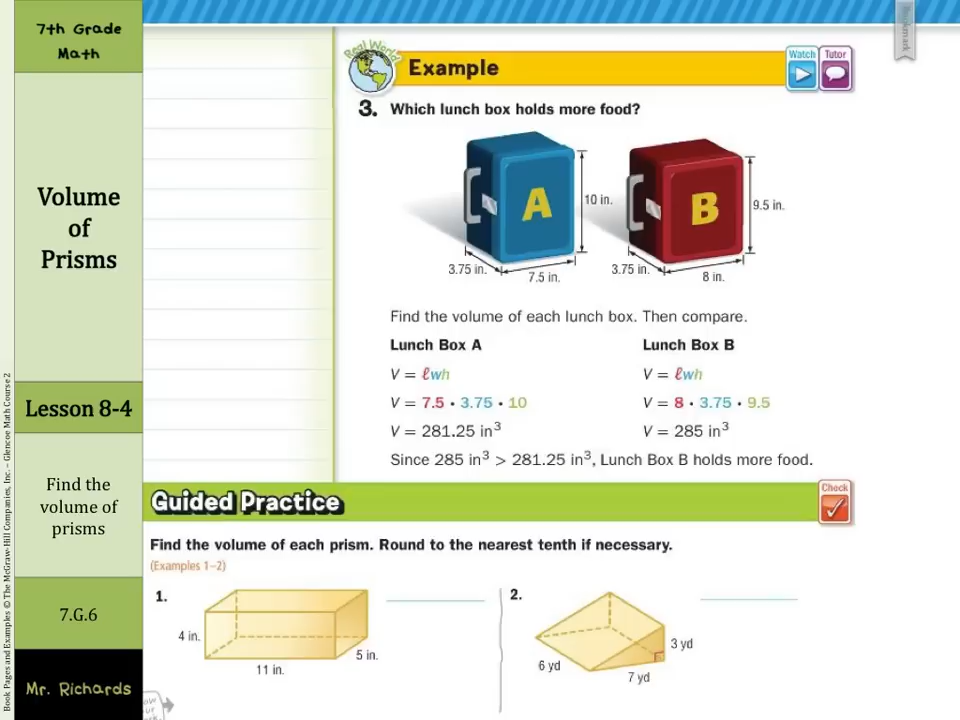 7th Grade
Math
Volume
of
Prisms
Lesson 8-4
Find the
volume of
prisms
7.G.6
Mr. Richards
Book Pages and Examples © The McGraw-Hill Companies, Inc. – Glencoe Math Course 2
Bookmark
Real World
Example
Watch
Tutor
3. Which lunch box holds more food?
A
10 in.
3.75 in.
7.5 in.
B
9.5 in.
3.75 in.
8 in.
Find the volume of each lunch box. Then compare.
Lunch Box A
V = ℓwh
V = 7.5 • 3.75 • 10
V = 281.25 in³
Lunch Box B
V = ℓwh
V = 8 • 3.75 • 9.5
V = 285 in³
Since 285 in³ > 281.25 in³, Lunch Box B holds more food.
Guided Practice
Check
Find the volume of each prism. Round to the nearest tenth if necessary.
(Examples 1–2)
1.
4 in.
11 in.
5 in.
2.
6 yd
7 yd
3 yd